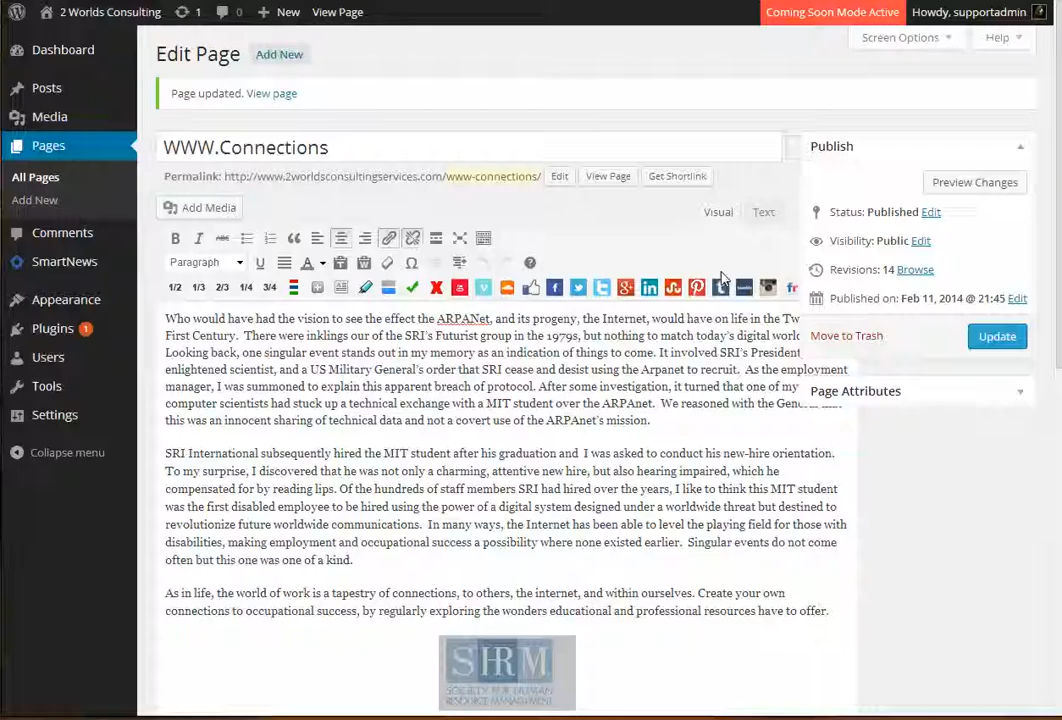 2 Worlds Consulting 1 0 New View Page Coming Soon Mode Active Howdy, supportadmin
Dashboard
Posts
Media
Pages
All Pages
Add New
Comments
SmartNews
Appearance
Plugins 1
Users
Tools
Settings
Collapse menu
Screen Options Help
Edit Page Add New
Page updated. View page
WWW.Connections
Permalink: http://www.2worldsconsultingservices.com/www-connections/ Edit View Page Get Shortlink
Add Media Visual Text
B I ABC
Paragraph U A Ω
1/2 1/3 2/3 1/4 3/4
Who would have had the vision to see the effect the ARPANet, and its progeny, the Internet, would have on life in the Tw
First Century. There were inklings our of the SRI's Futurist group in the 1970s, but nothing to match today's digital worl
Looking back, one singular event stands out in my memory as an indication of things to come. It involved SRI's President
enlightened scientist, and a US Military General's order that SRI cease and desist using the Arpanet to recruit. As the employment
manager, I was summoned to explain this apparent breach of protocol. After some investigation, it turned that one of my
computer scientists had stuck up a technical exchange with a MIT student over the ARPAnet. We reasoned with the Gener
this was an innocent sharing of technical data and not a covert use of the ARPAnet's mission.
SRI International subsequently hired the MIT student after his graduation and I was asked to conduct his new-hire orientation.
To my surprise, I discovered that he was not only a charming, attentive new hire, but also hearing impaired, which he
compensated for by reading lips. Of the hundreds of staff members SRI had hired over the years, I like to think this MIT student
was the first disabled employee to be hired using the power of a digital system designed under a worldwide threat but destined to
revolutionize future worldwide communications. In many ways, the Internet has been able to level the playing field for those with
disabilities, making employment and occupational success a possibility where none existed earlier. Singular events do not come
often but this one was one of a kind.
As in life, the world of work is a tapestry of connections, to others, the internet, and within ourselves. Create your own
connections to occupational success, by regularly exploring the wonders educational and professional resources have to offer.
SHRM
SOCIETY FOR HUMAN
RESOURCE MANAGEMENT
Publish
Preview Changes
Status: Published Edit
Visibility: Public Edit
Revisions: 14 Browse
Published on: Feb 11, 2014 @ 21:45 Edit
Move to Trash Update
Page Attributes